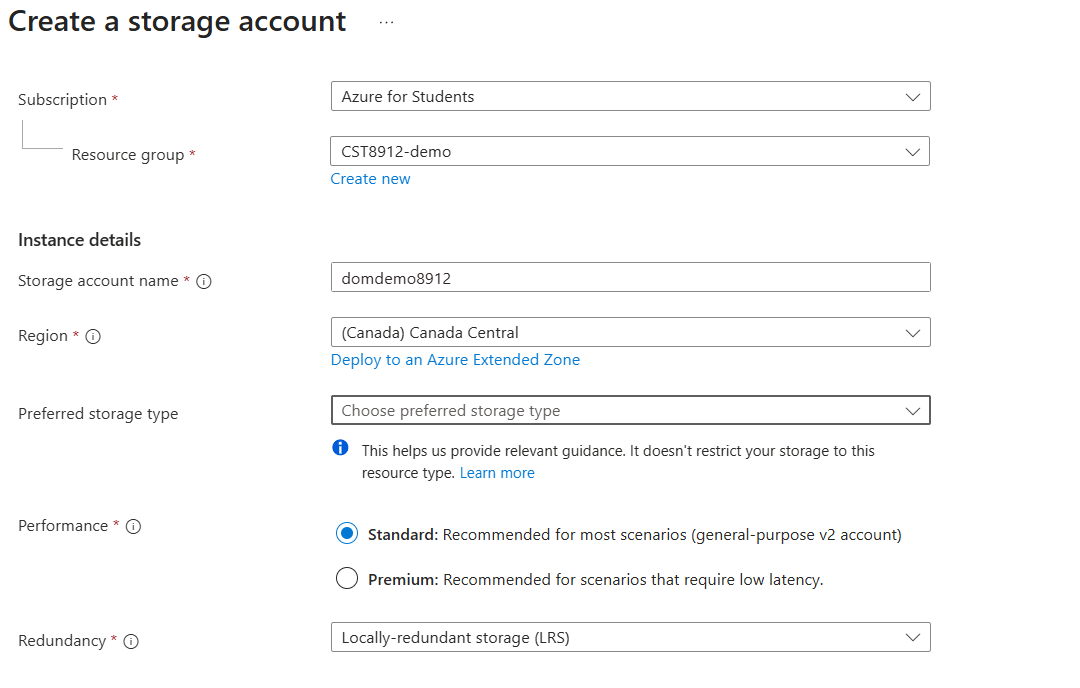 Create a storage account ...
Subscription *
Azure for Students
Resource group *
CST8912-demo
Create new
Instance details
Storage account name *
domdemo8912
Region *
(Canada) Canada Central
Deploy to an Azure Extended Zone
Preferred storage type
Choose preferred storage type
This helps us provide relevant guidance. It doesn't restrict your storage to this
resource type. Learn more
Performance *
Standard: Recommended for most scenarios (general-purpose v2 account)
Premium: Recommended for scenarios that require low latency.
Redundancy *
Locally-redundant storage (LRS)